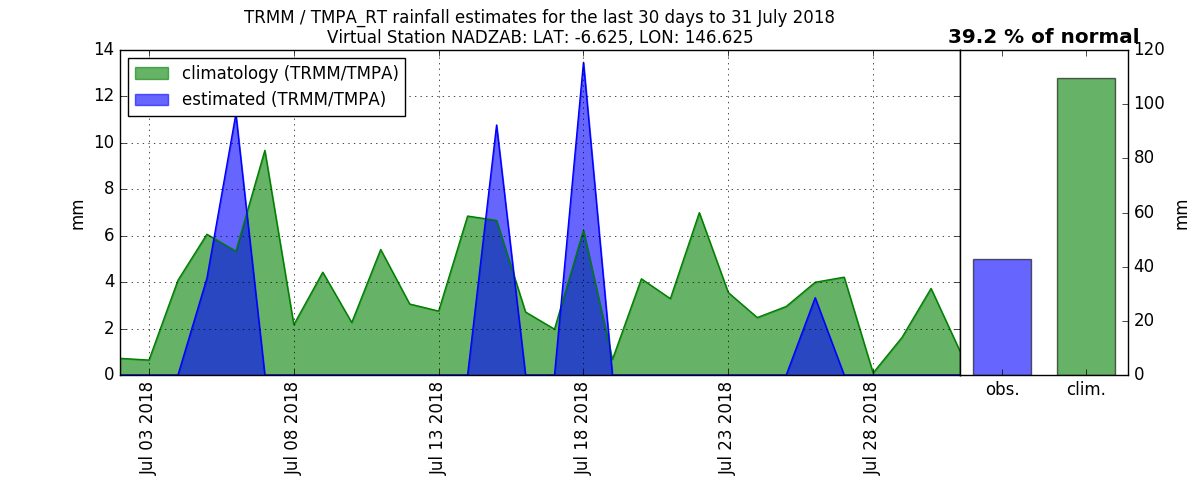 TRMM / TMPA_RT rainfall estimates for the last 30 days to 31 July 2018
Virtual Station NADZAB: LAT: -6.625, LON: 146.625
39.2 % of normal
climatology (TRMM/TMPA)
estimated (TRMM/TMPA)
14
12
10
8
6
4
2
0
mm
Jul 03 2018
Jul 08 2018
Jul 13 2018
Jul 18 2018
Jul 23 2018
Jul 28 2018
obs.
clim.
120
100
80
60
40
20
0
mm